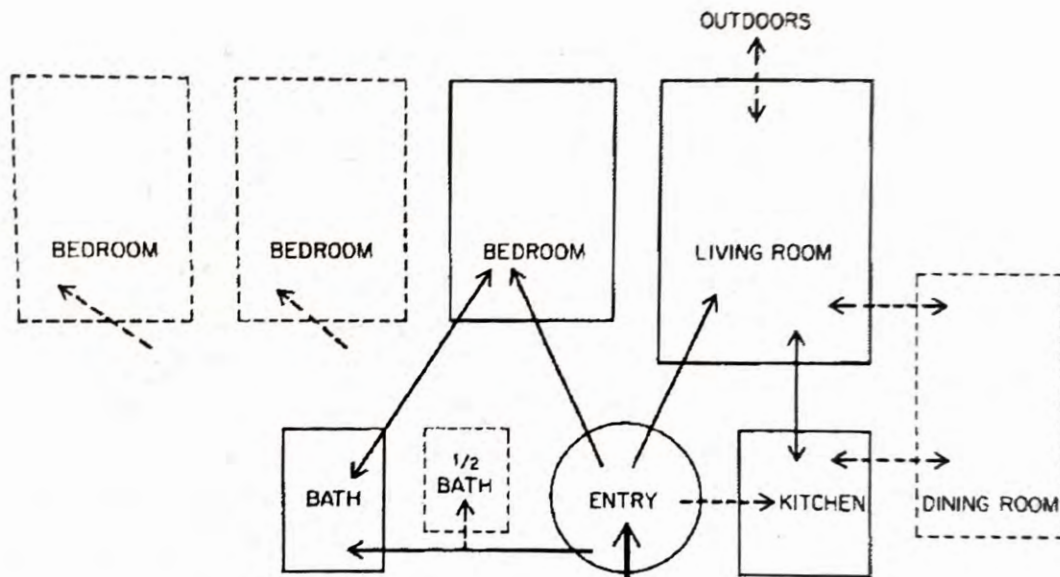 OUTDOORS
BEDROOM
BEDROOM
BEDROOM
LIVING ROOM
BATH
1/2
BATH
ENTRY
KITCHEN
DINING ROOM